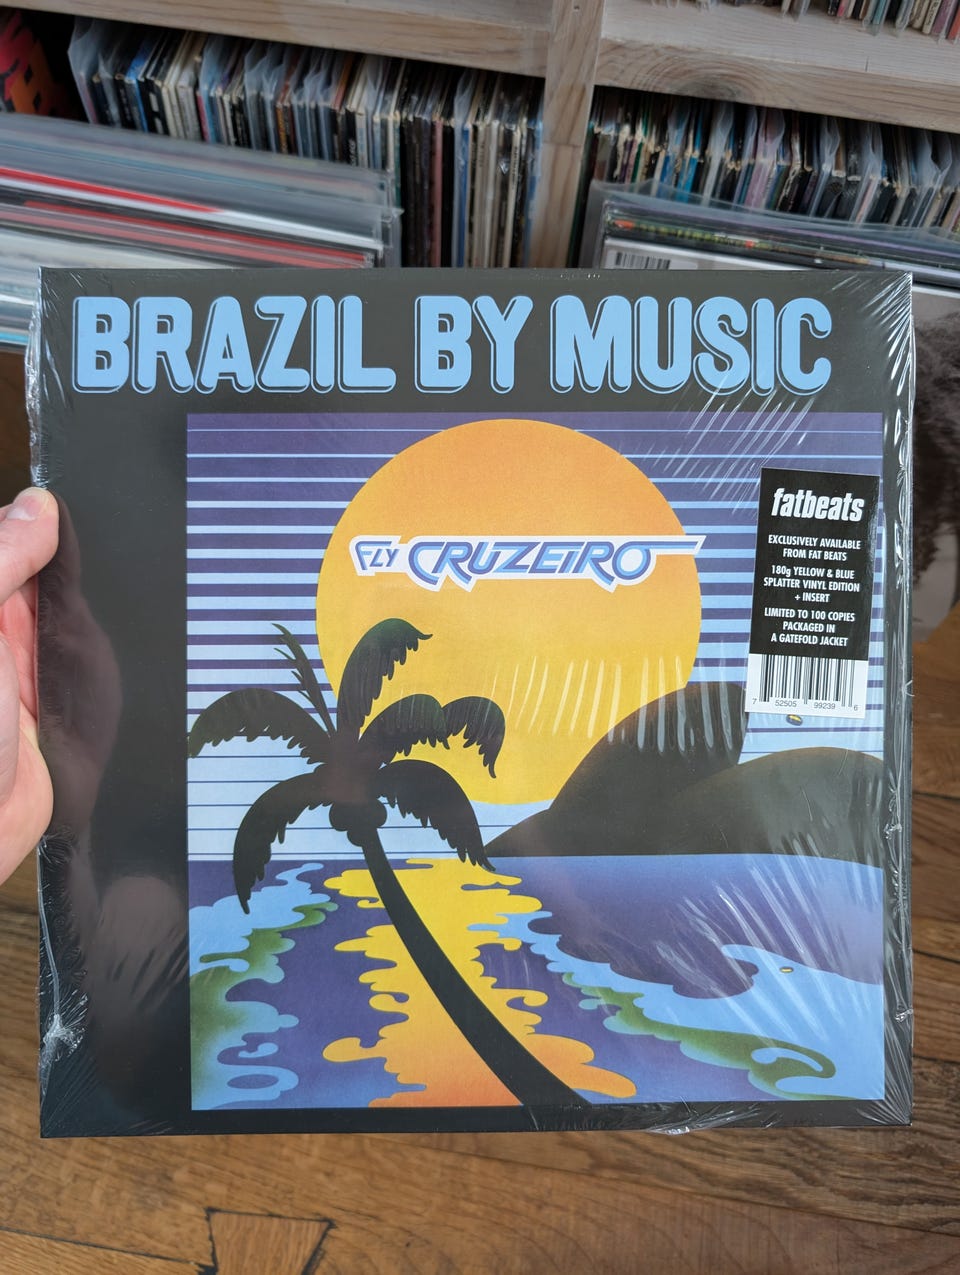 BRAZIL BY MUSIC
FLY CRUZEIRO
fatbeats
EXCLUSIVELY AVAILABLE
FROM FAT BEATS
180g YELLOW & BLUE
SPLATTER VINYL EDITION
+ INSERT
LIMITED TO 100 COPIES
PACKAGED IN
A GATEFOLD JACKET
7 52505 99239 6